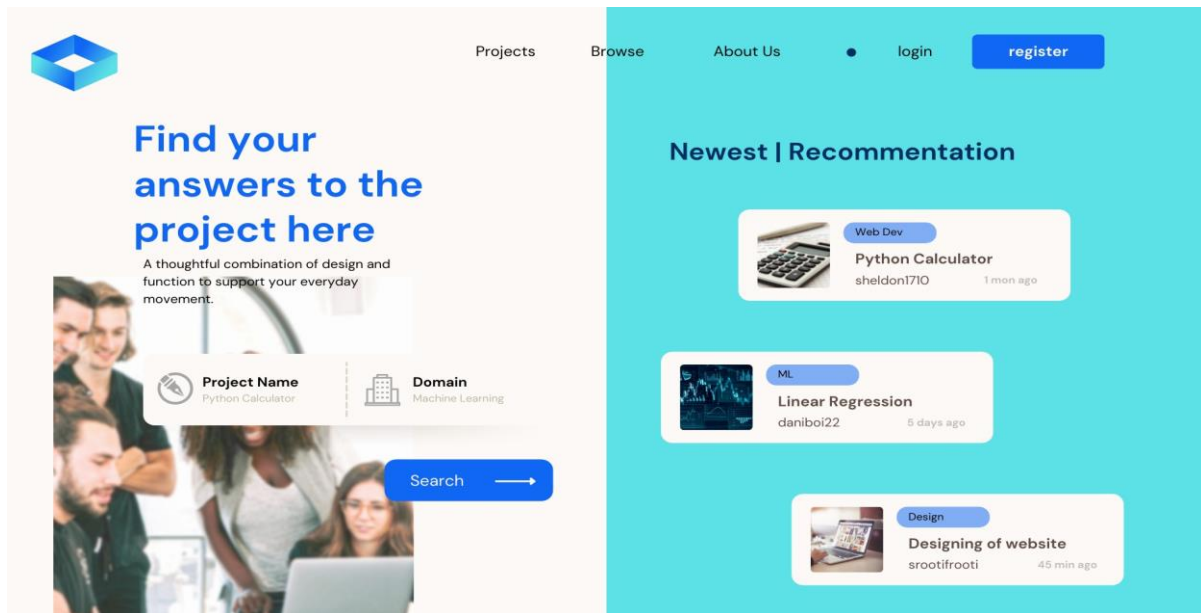 Projects Browse About Us login register
Find your
answers to the
project here
A thoughtful combination of design and
function to support your everyday
movement.
Project Name
Python Calculator
Domain
Machine Learning
Search
Newest | Recommentation
Web Dev
Python Calculator
sheldon1710 1 mon ago
ML
Linear Regression
daniboi22 5 days ago
Design
Designing of website
srootifrooti 45 min ago